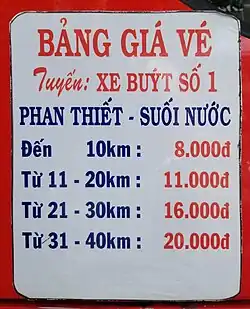 BẢNG GIÁ VÉ
Tuyến: XE BUÝT SỐ 1
PHAN THIẾT - SUỐI NƯỚC
Đến 10km : 8.000đ
Từ 11 - 20km : 11.000đ
Từ 21 - 30km : 16.000đ
Từ 31 - 40km : 20.000đ